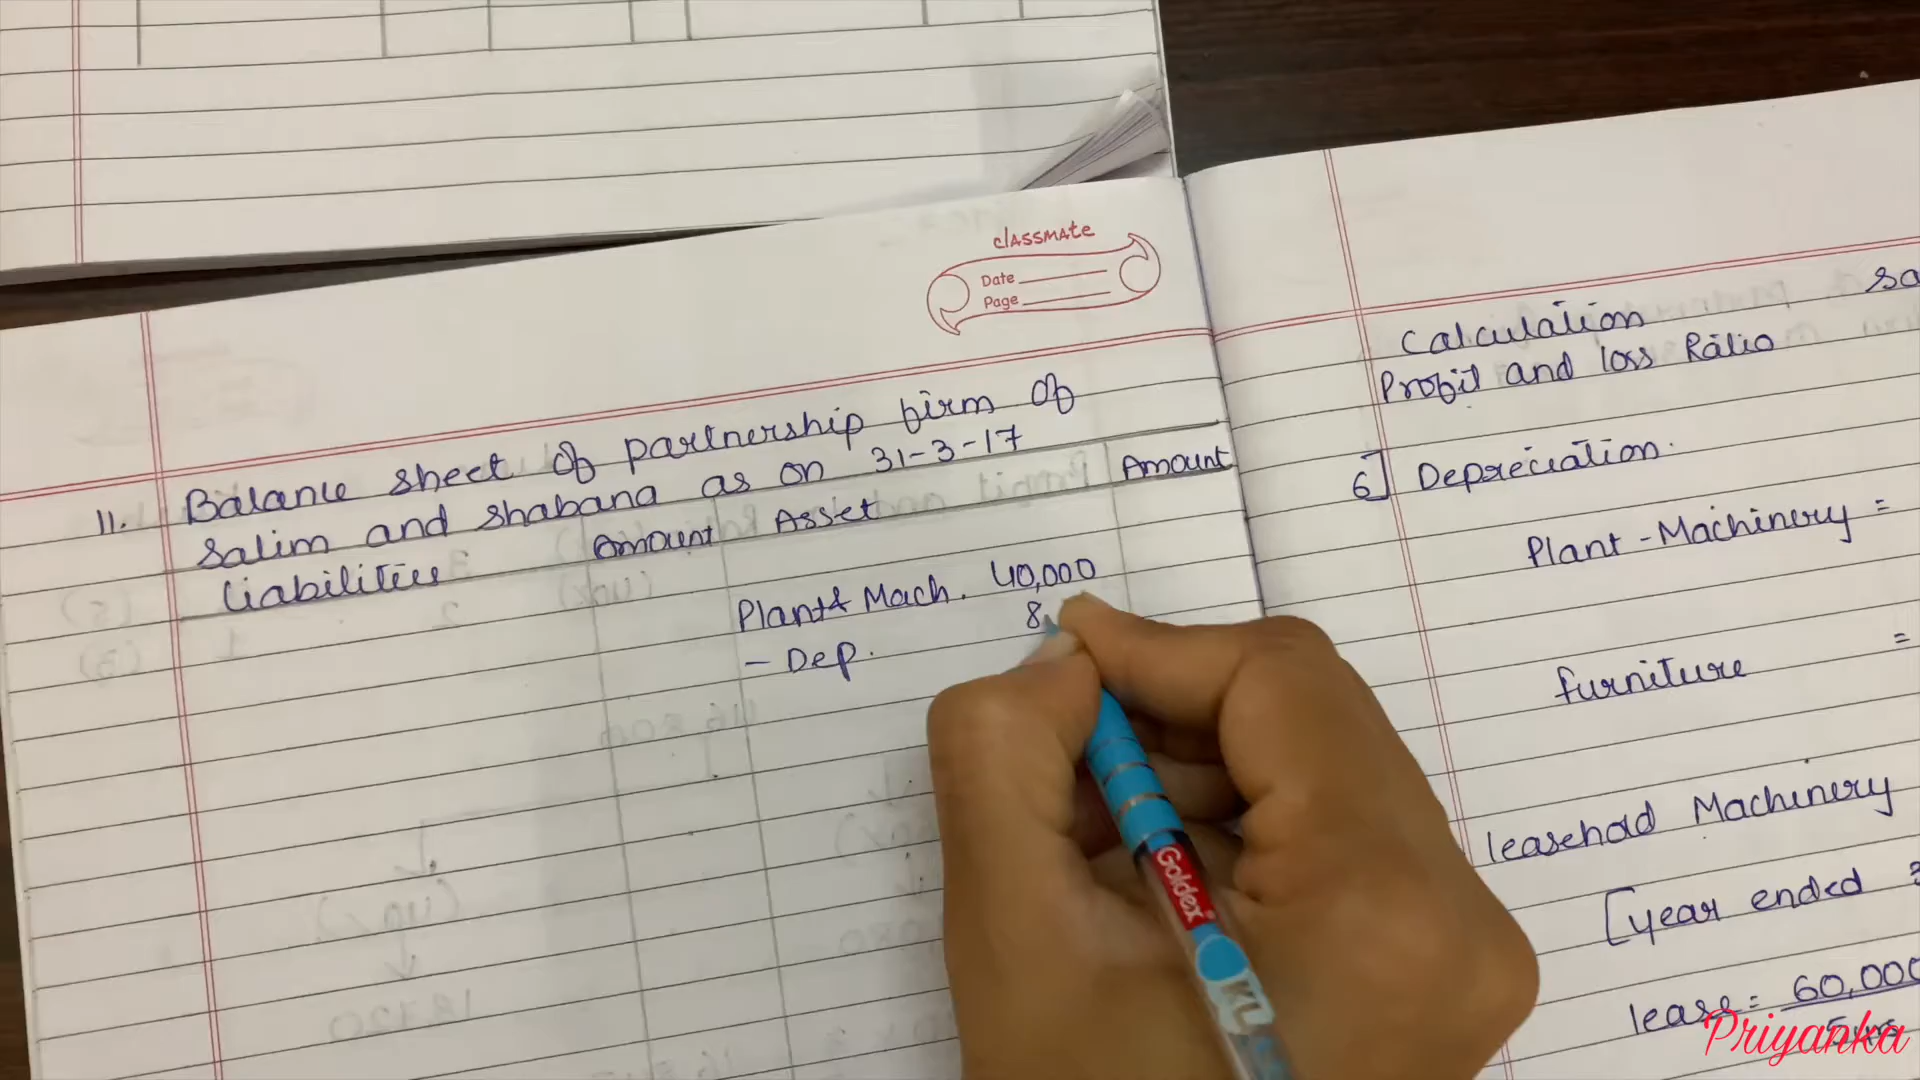 classmate
Date
Page
11. Balance sheet of partnership firm of
salim and shabana as on 31-3-17
liabilities Amount Asset Amount
Plant & Mach. 40,000
- Dep. 8
Calculation
Profit and loss Ratio
6] Depreciation.
Plant - Machinery =
furniture =
leasehold Machinery
[year ended
lease = 60,000
5
Goldex
KL
Priyanka